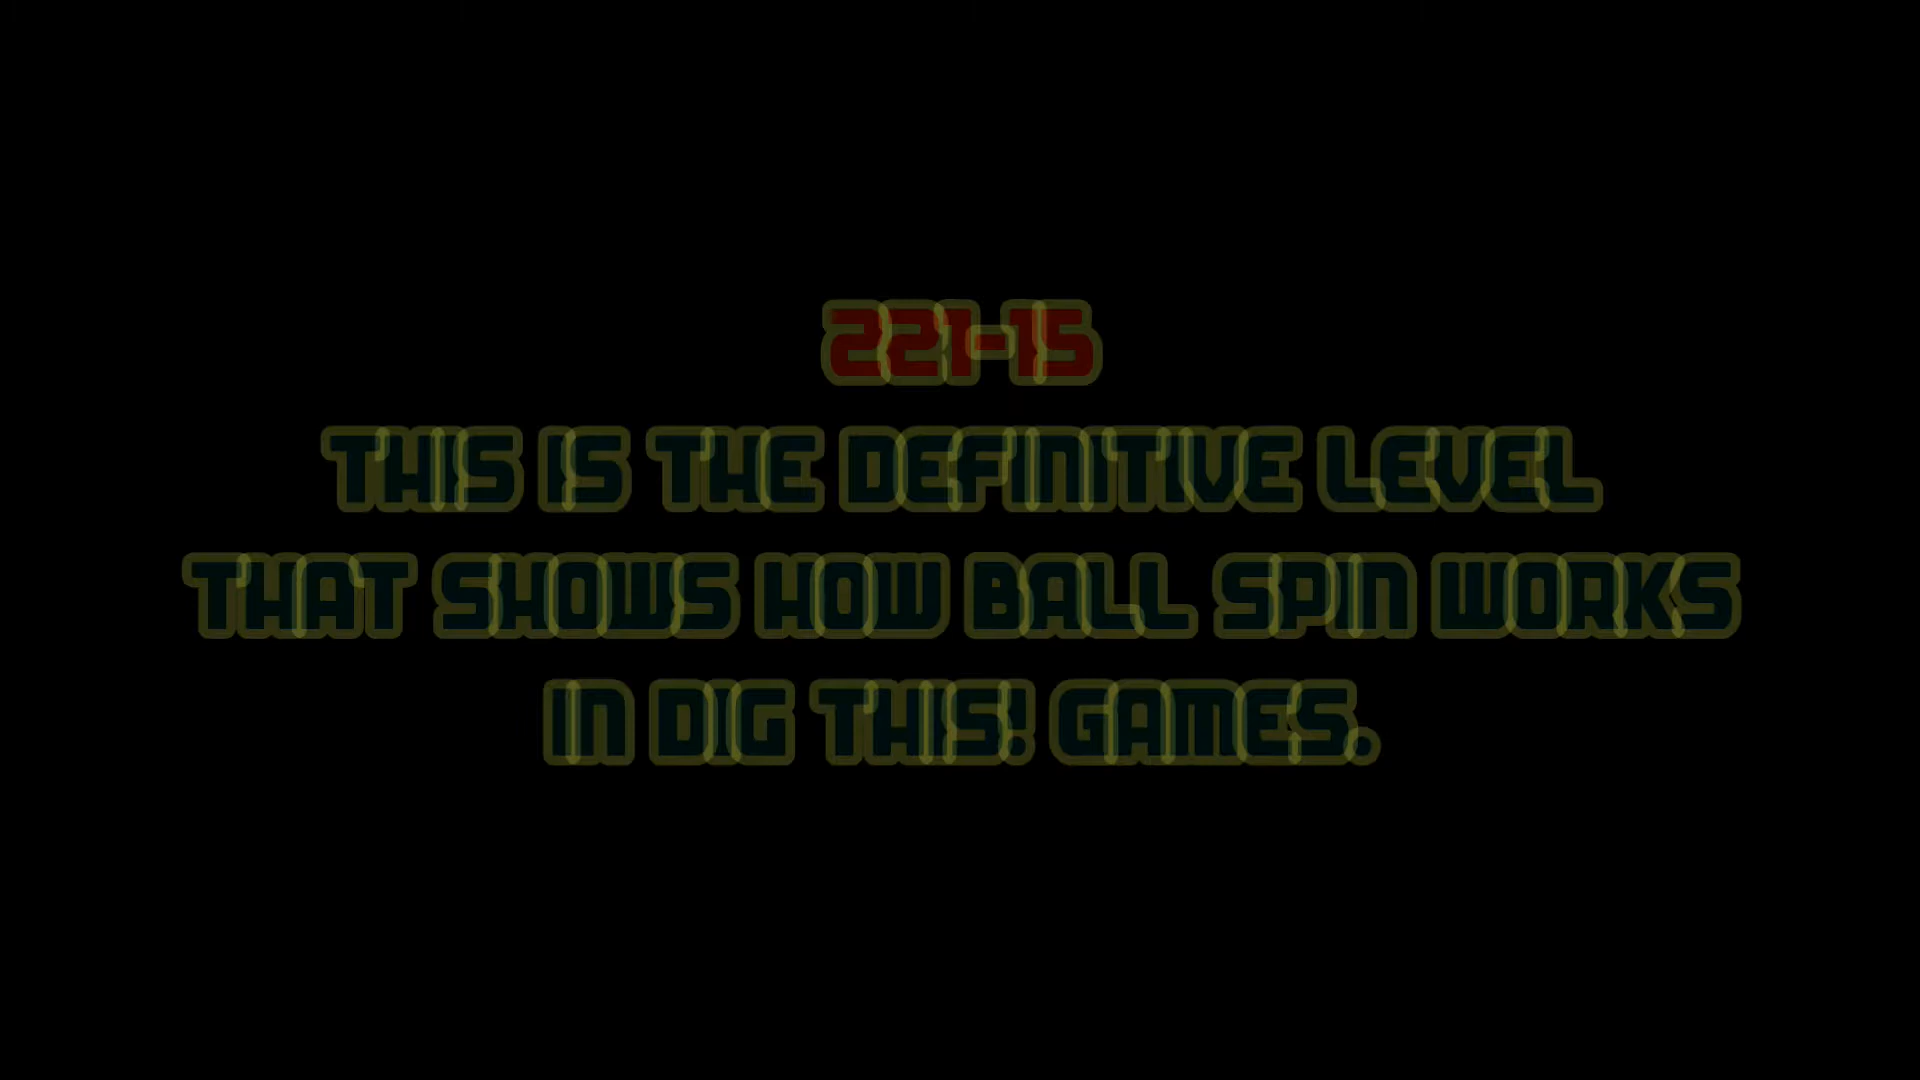 221-15
THIS IS THE DEFINITIVE LEVEL
THAT SHOWS HOW BALL SPIN WORKS
IN DIG THIS! GAMES.